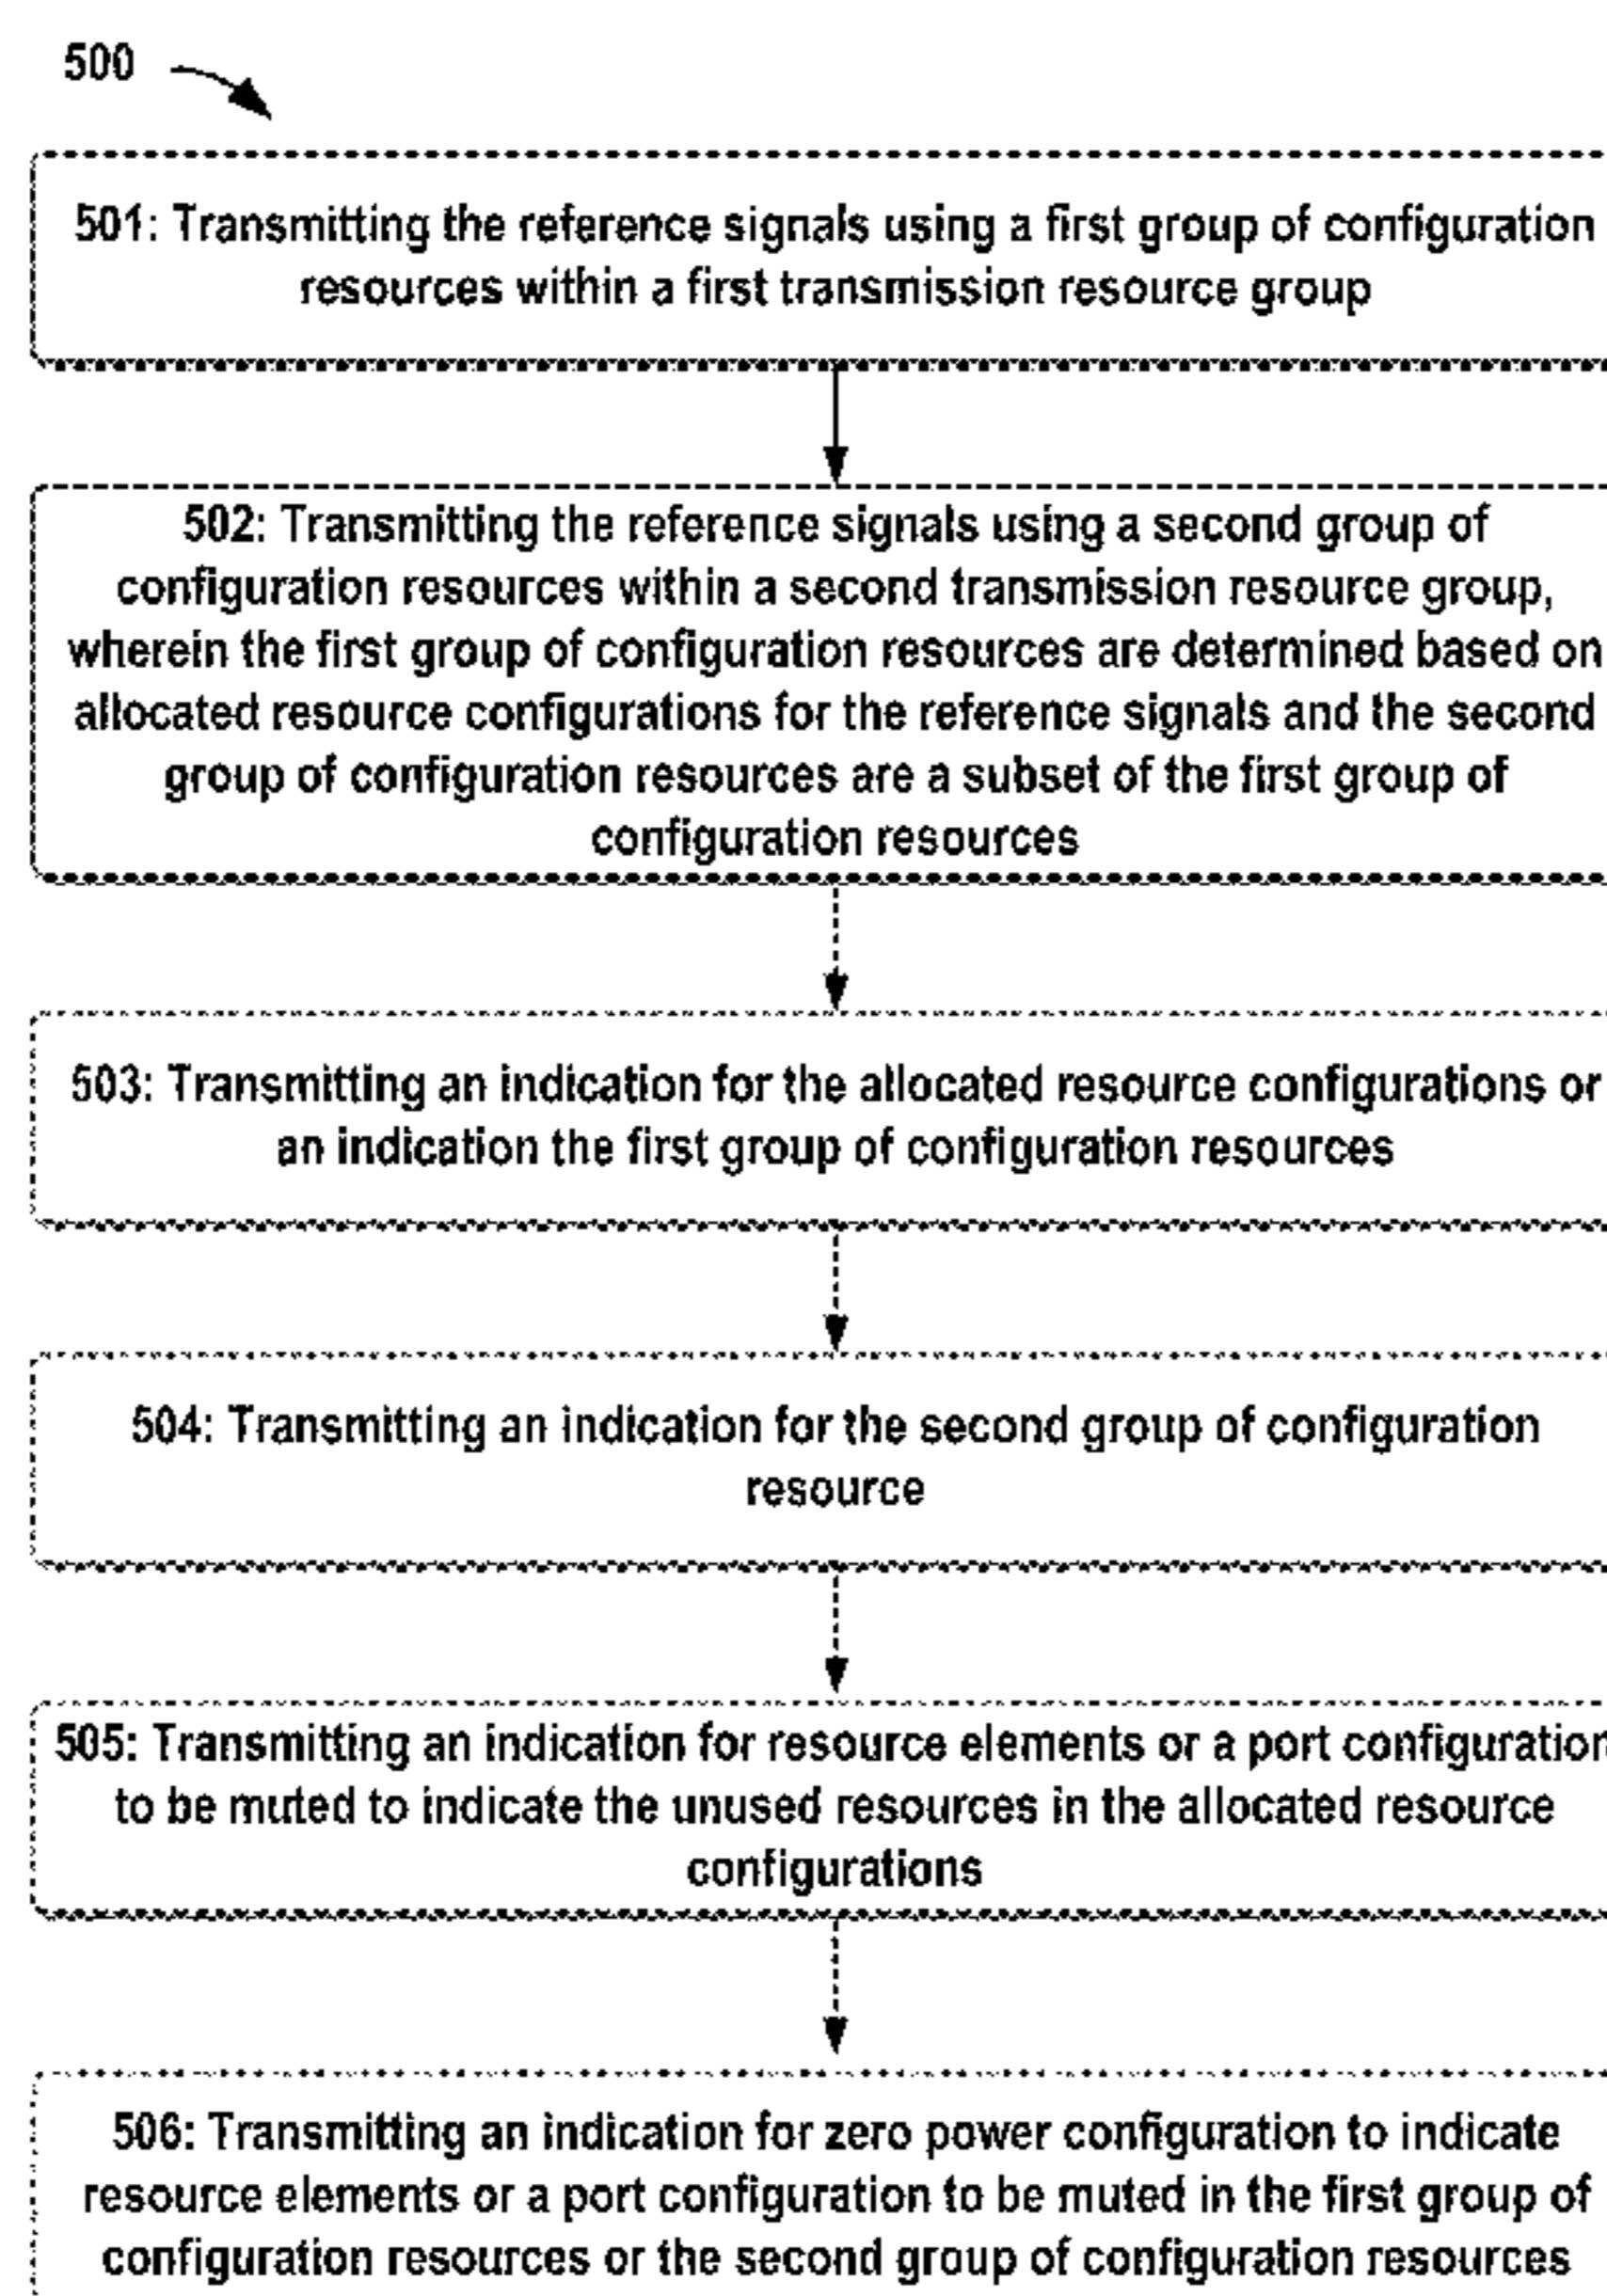 500
501: Transmitting the reference signals using a first group of configuration
resources within a first transmission resource group
502: Transmitting the reference signals using a second group of
configuration resources within a second transmission resource group,
wherein the first group of configuration resources are determined based on
allocated resource configurations for the reference signals and the second
group of configuration resources are a subset of the first group of
configuration resources
503: Transmitting an indication for the allocated resource configurations or
an indication the first group of configuration resources
504: Transmitting an indication for the second group of configuration
resource
505: Transmitting an indication for resource elements or a port configuration
to be muted to indicate the unused resources in the allocated resource
configurations
506: Transmitting an indication for zero power configuration to indicate
resource elements or a port configuration to be muted in the first group of
configuration resources or the second group of configuration resources